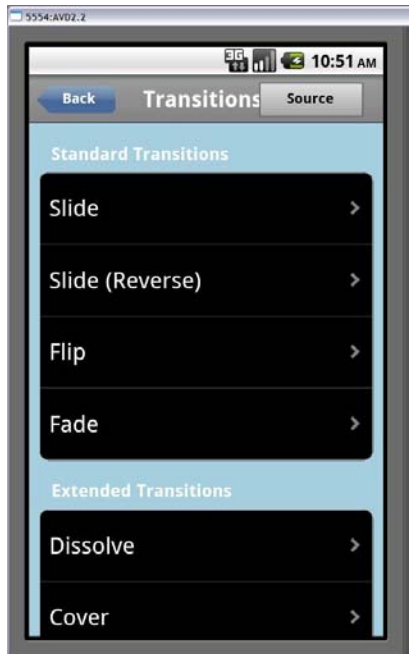 5554:AVD2.2
3G 10:51 AM
Back Transitions Source
Standard Transitions
Slide
Slide (Reverse)
Flip
Fade
Extended Transitions
Dissolve
Cover